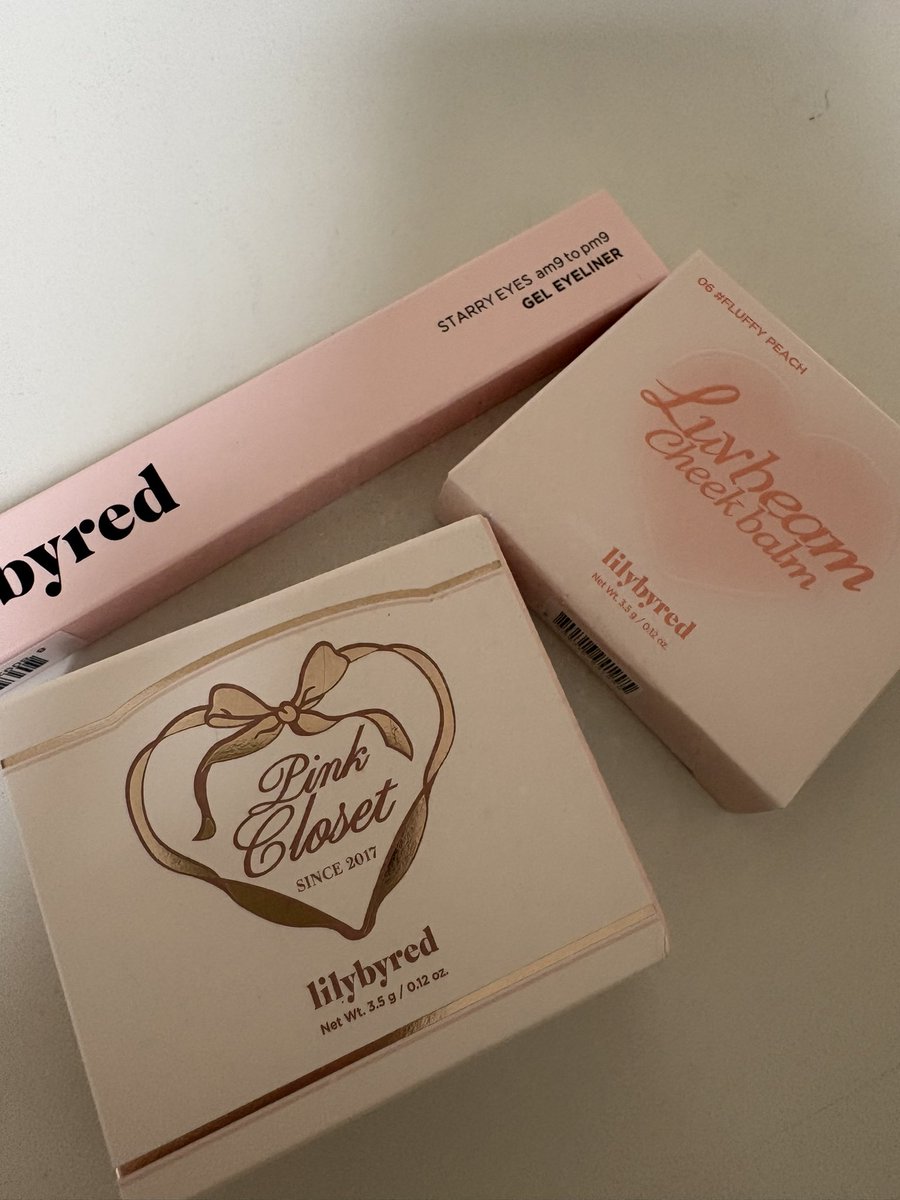 STARRY EYES am9 to pm9
GEL EYELINER
byred
06 #FLUFFY PEACH
Luvbeam
Cheek balm
lilybyred
Net Wt. 3.5 g / 0.12 oz.
Pink
Closet
SINCE 2017
lilybyred
Net Wt. 3.5 g / 0.12 oz.